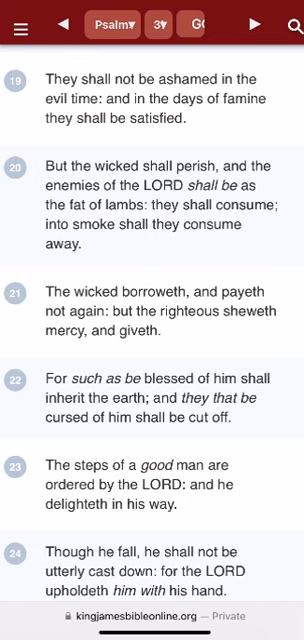 Psalm
3
GO
19
They shall not be ashamed in the
evil time: and in the days of famine
they shall be satisfied.
20
But the wicked shall perish, and the
enemies of the LORD shall be as
the fat of lambs: they shall consume;
into smoke shall they consume
away.
21
The wicked borroweth, and payeth
not again: but the righteous sheweth
mercy, and giveth.
22
For such as be blessed of him shall
inherit the earth; and they that be
cursed of him shall be cut off.
23
The steps of a good man are
ordered by the LORD: and he
delighteth in his way.
24
Though he fall, he shall not be
utterly cast down: for the LORD
upholdeth him with his hand.
kingjamesbibleonline.org — Private